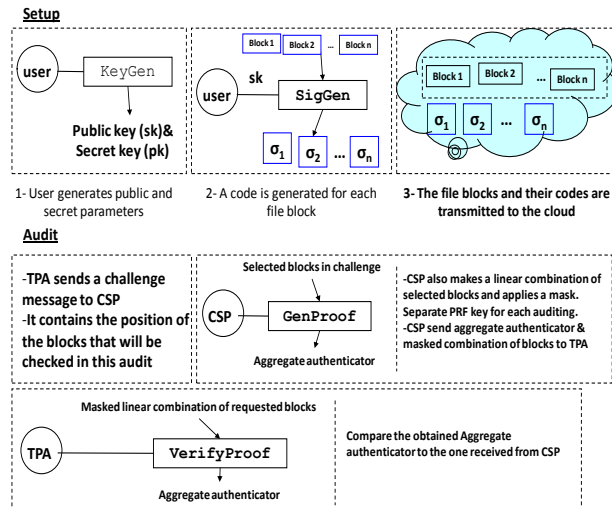 Setup
user
KeyGen
Public key (sk)&
Secret key (pk)
1- User generates public and
secret parameters
Block 1
Block 2
...
Block n
user
sk
SigGen
σ1
σ2
...
σn
2- A code is generated for each
file block
Block 1
Block 2
...
Block n
σ1
σ2
...
σn
3- The file blocks and their codes are
transmitted to the cloud
Audit
-TPA sends a challenge
message to CSP
-It contains the position of
the blocks that will be
checked in this audit
Selected blocks in challenge
CSP
GenProof
Aggregate authenticator
-CSP also makes a linear combination of
selected blocks and applies a mask.
Separate PRF key for each auditing.
-CSP send aggregate authenticator &
masked combination of blocks to TPA
Masked linear combination of requested blocks
TPA
VerifyProof
Aggregate authenticator
Compare the obtained Aggregate
authenticator to the one received from CSP